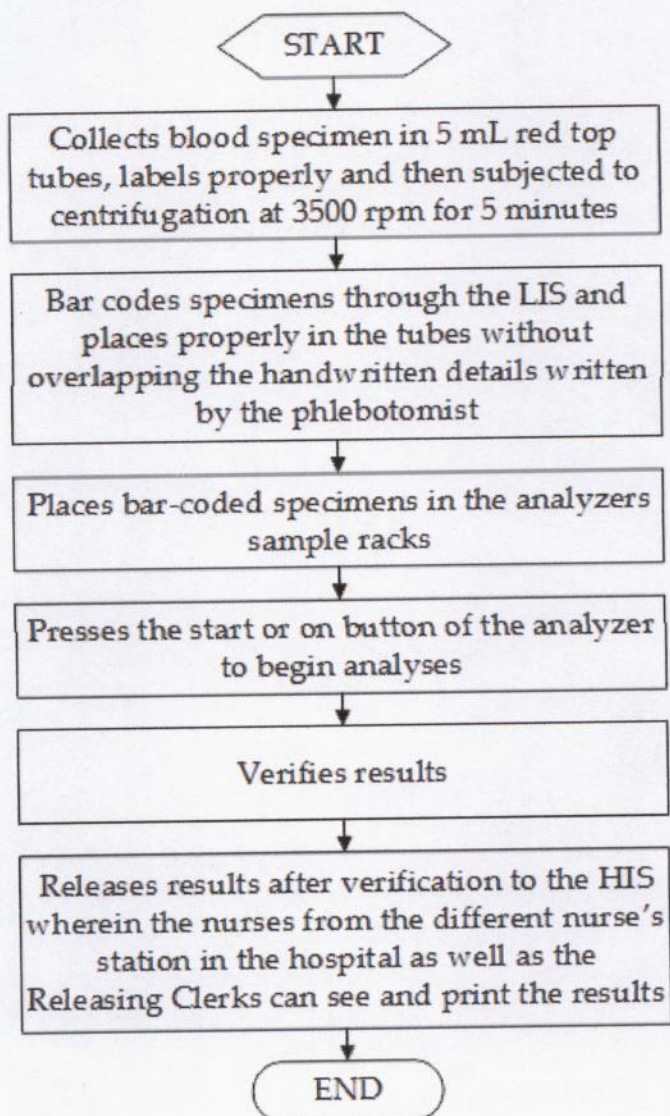 START
Collects blood specimen in 5 mL red top
tubes, labels properly and then subjected to
centrifugation at 3500 rpm for 5 minutes
Bar codes specimens through the LIS and
places properly in the tubes without
overlapping the handwritten details written
by the phlebotomist
Places bar-coded specimens in the analyzers
sample racks
Presses the start or on button of the analyzer
to begin analyses
Verifies results
Releases results after verification to the HIS
wherein the nurses from the different nurse's
station in the hospital as well as the
Releasing Clerks can see and print the results
END